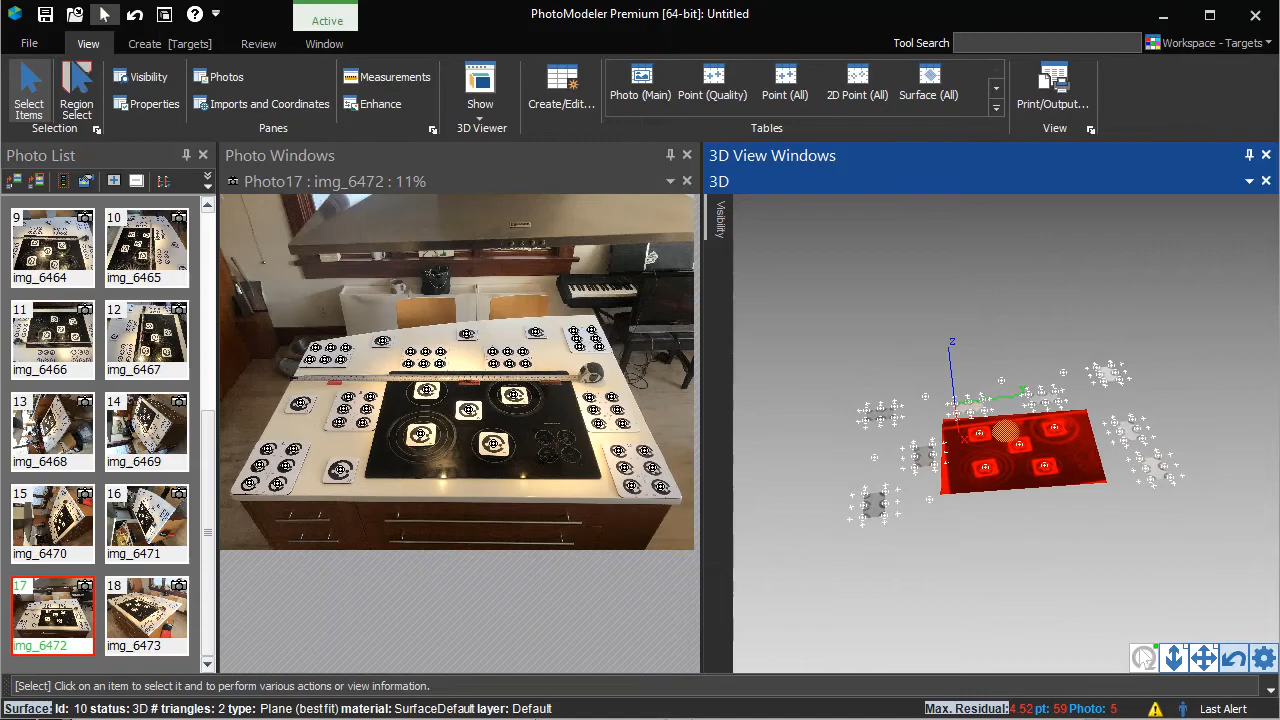 PhotoModeler Premium [64-bit]: Untitled
Active
File
View
Create [Targets]
Review
Window
Tool Search
Workspace - Targets
Select Items
Region Select
Selection
Visibility
Properties
Photos
Imports and Coordinates
Panes
Measurements
Enhance
Show
3D Viewer
Create/Edit...
Photo (Main)
Point (Quality)
Point (All)
2D Point (All)
Surface (All)
Tables
Print/Output...
View
Photo List
Photo Windows
3D View Windows
Photo17 : img_6472 : 11%
3D
Visibility
9
img_6464
10
img_6465
11
img_6466
12
img_6467
13
img_6468
14
img_6469
15
img_6470
16
img_6471
17
img_6472
18
img_6473
z
X
[Select] Click on an item to select it and to perform various actions or view information.
Surface: Id: 10 status: 3D # triangles: 2 type: Plane (bestfit) material: SurfaceDefault layer: Default
Max. Residual: 4.52 pt: 59 Photo: 5
Last Alert